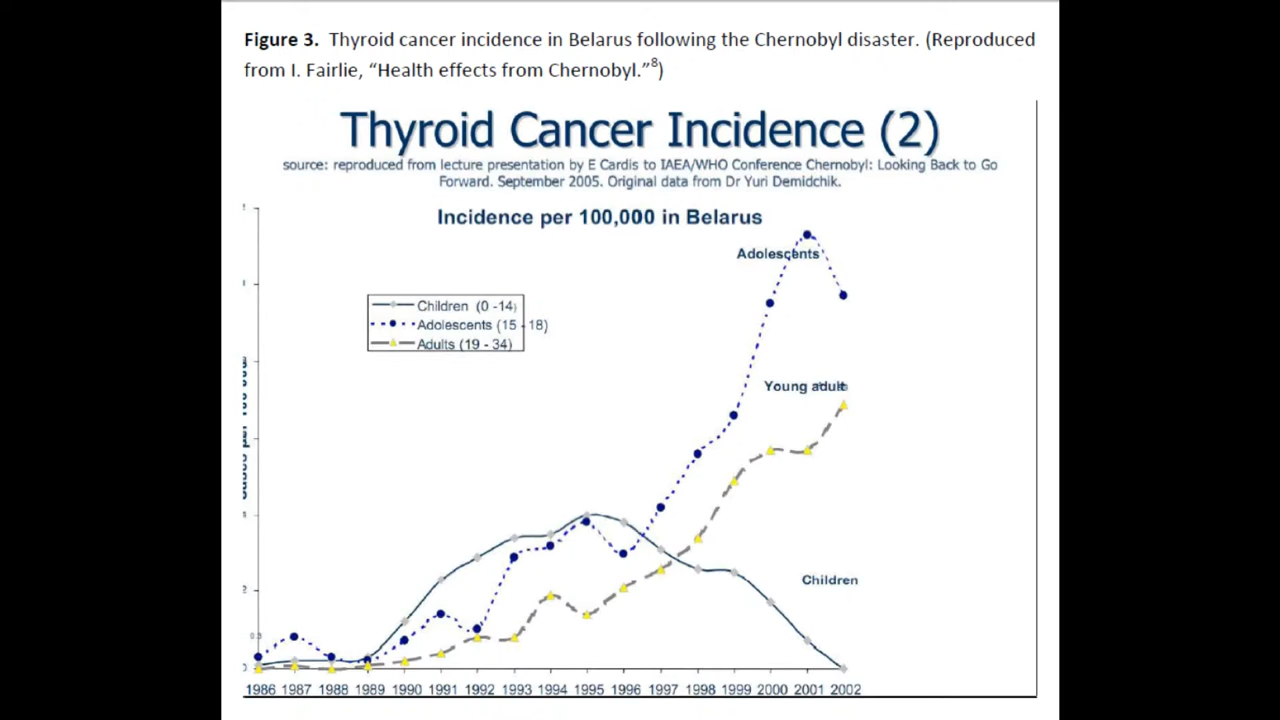 Figure 3. Thyroid cancer incidence in Belarus following the Chernobyl disaster. (Reproduced
from I. Fairlie, “Health effects from Chernobyl.”8)
Thyroid Cancer Incidence (2)
source: reproduced from lecture presentation by E Cardis to IAEA/WHO Conference Chernobyl: Looking Back to Go
Forward. September 2005. Original data from Dr Yuri Demidchik.
Incidence per 100,000 in Belarus
Adolescents
Children (0 -14)
Adolescents (15 - 18)
Adults (19 - 34)
Young adult
Children
2
0
1986 1987 1988 1989 1990 1991 1992 1993 1994 1995 1996 1997 1998 1999 2000 2001 2002